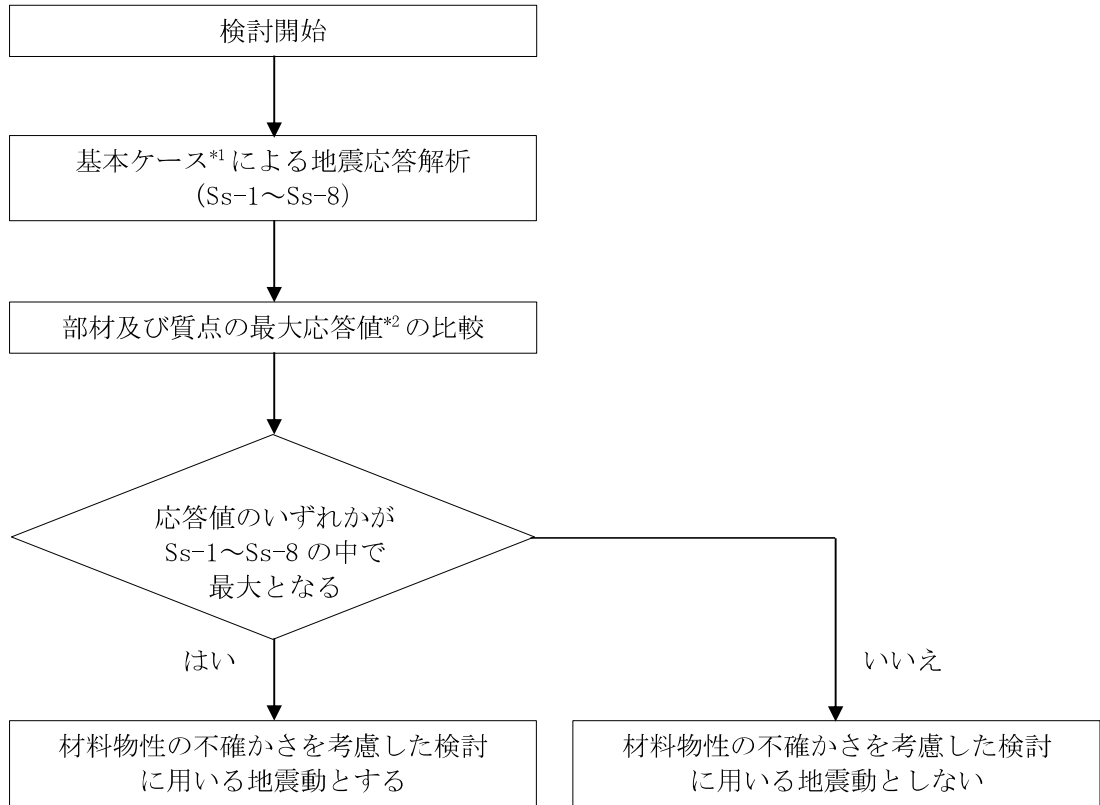 検討開始
基本ケース*1による地震応答解析
(Ss-1～Ss-8)
部材及び質点の最大応答値*2の比較
応答値のいずれかが
Ss-1～Ss-8 の中で
最大となる
はい
いいえ
材料物性の不確かさを考慮した検討
に用いる地震動とする
材料物性の不確かさを考慮した検討
に用いる地震動としない